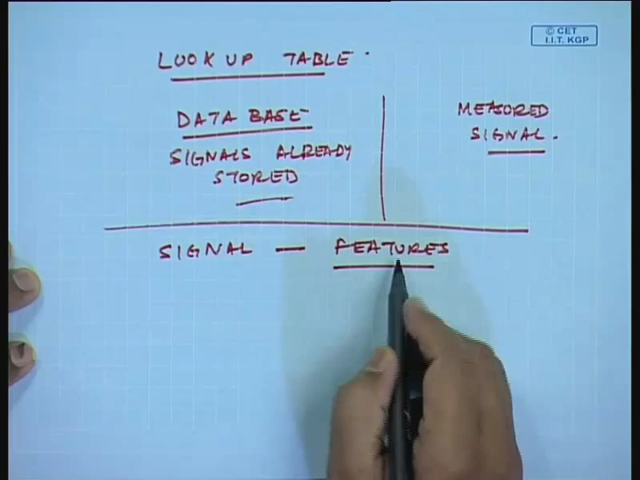 © CET
I.I.T. KGP
LOOK UP TABLE
DATA BASE
SIGNALS ALREADY
STORED
MEASURED
SIGNAL.
SIGNAL — FEATURES